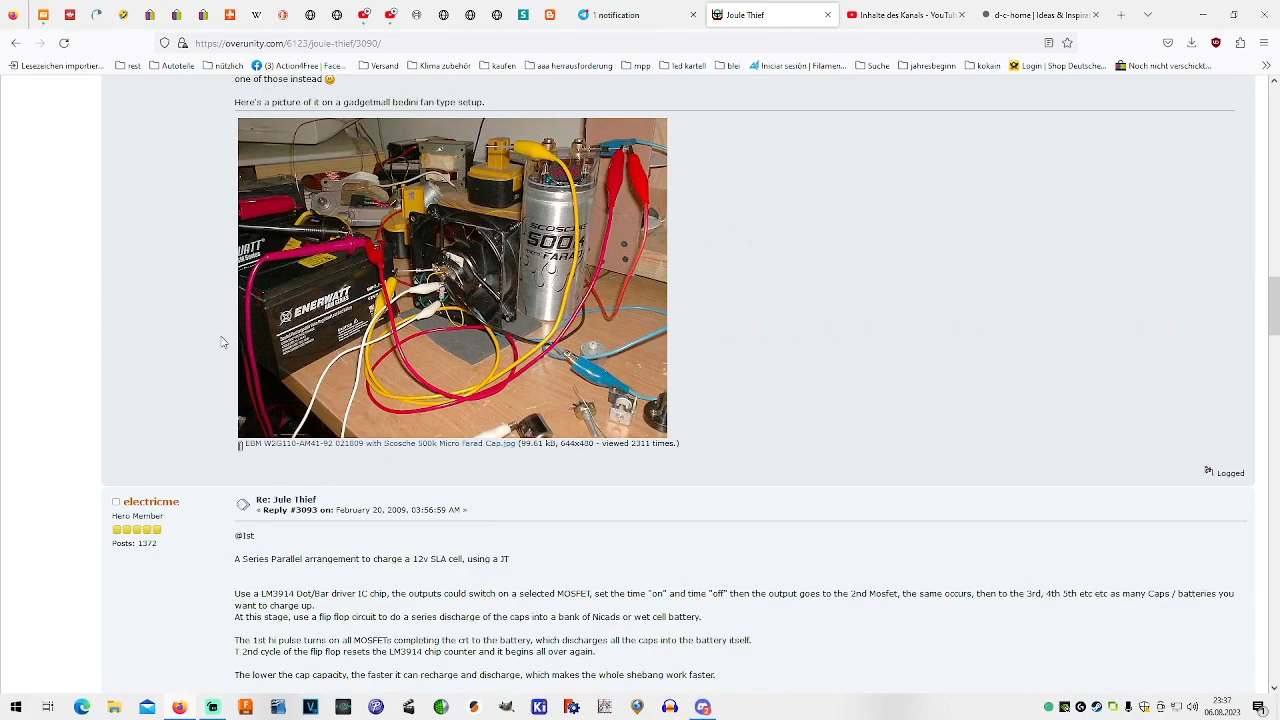 1 notification
Joule Thief
Inhalte des Kanals - YouTub
d-c-home | Ideas & Inspira
https://overunity.com/6123/joule-thief/3090/
Lesezeichen importier...
rest
Autoteile
nützlich
(3) Action4Free | Face...
Versand
Klima zubehör
kaufen
aaa herrausforderung
mpp
led kartell
blei
Iniciar sesión | Filamen...
Suche
jahresbeginn
kokain
Login | Shop Deutsche...
Noch nicht verschickt...
one of those instead
Here's a picture of it on a gadgetmall bedini fan type setup.
ENERWATT
SCOSCHE
500K
FARAD
EBM W2G110-AM41-92 021809 with Scosche 500k Micro Farad Cap.jpg (99.61 kB, 644x480 - viewed 2311 times.)
Logged
electricme
Hero Member
Posts: 1372
Re: Jule Thief
« Reply #3093 on: February 20, 2009, 03:56:59 AM »
@1st
A Series Parallel arrangement to charge a 12v SLA cell, using a JT
Use a LM3914 Dot/Bar driver IC chip, the outputs could switch on a selected MOSFET, set the time "on" and time "off" then the output goes to the 2nd Mosfet, the same occurs, then to the 3rd, 4th 5th etc etc as many Caps / batteries you
want to charge up.
At this stage, use a flip flop circuit to do a series discharge of the caps into a bank of Nicads or wet cell battery.
The 1st hi pulse turns on all MOSFETs completing the crt to the battery, which discharges all the caps into the battery itself.
T 2nd cycle of the flip flop resets the LM3914 chip counter and it begins all over again.
The lower the cap capacity, the faster it can recharge and discharge, which makes the whole shebang work faster.
23:37
06.09.2023